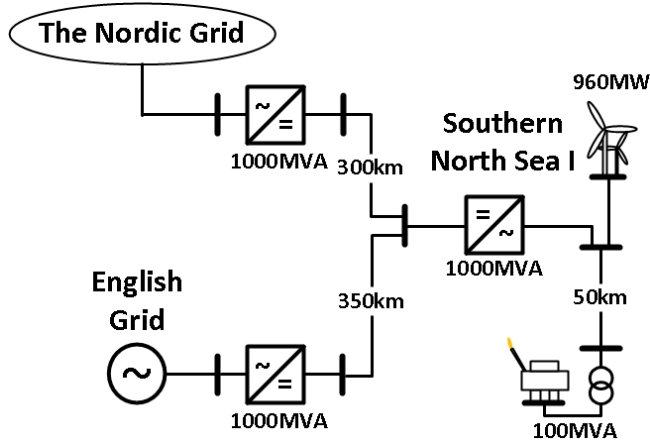 The Nordic Grid
960MW
~
=
Southern
North Sea I
1000MVA
300km
=
~
1000MVA
English
Grid
350km
50km
~
~
=
1000MVA
100MVA